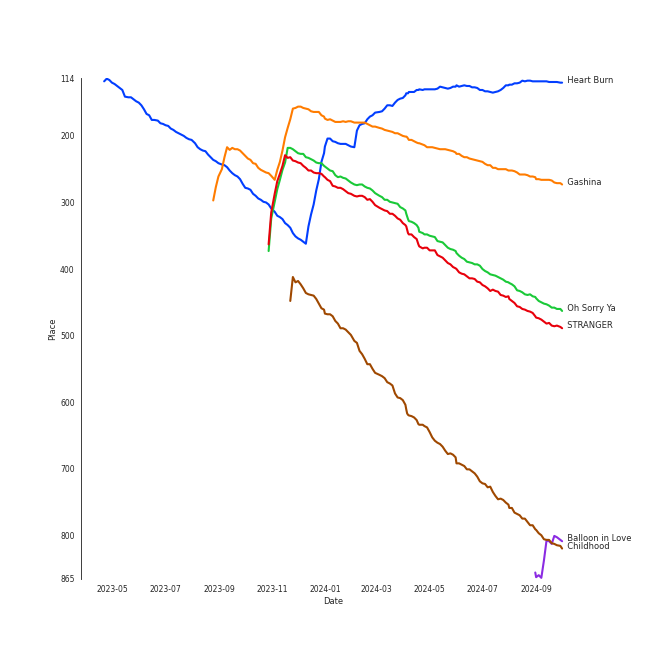 114
Heart Burn
200
Gashina
300
400
Oh Sorry Ya
STRANGER
Place
500
600
700
800
Balloon in Love
Childhood
865
2023-05 2023-07 2023-09 2023-11 2024-01 2024-03 2024-05 2024-07 2024-09
Date